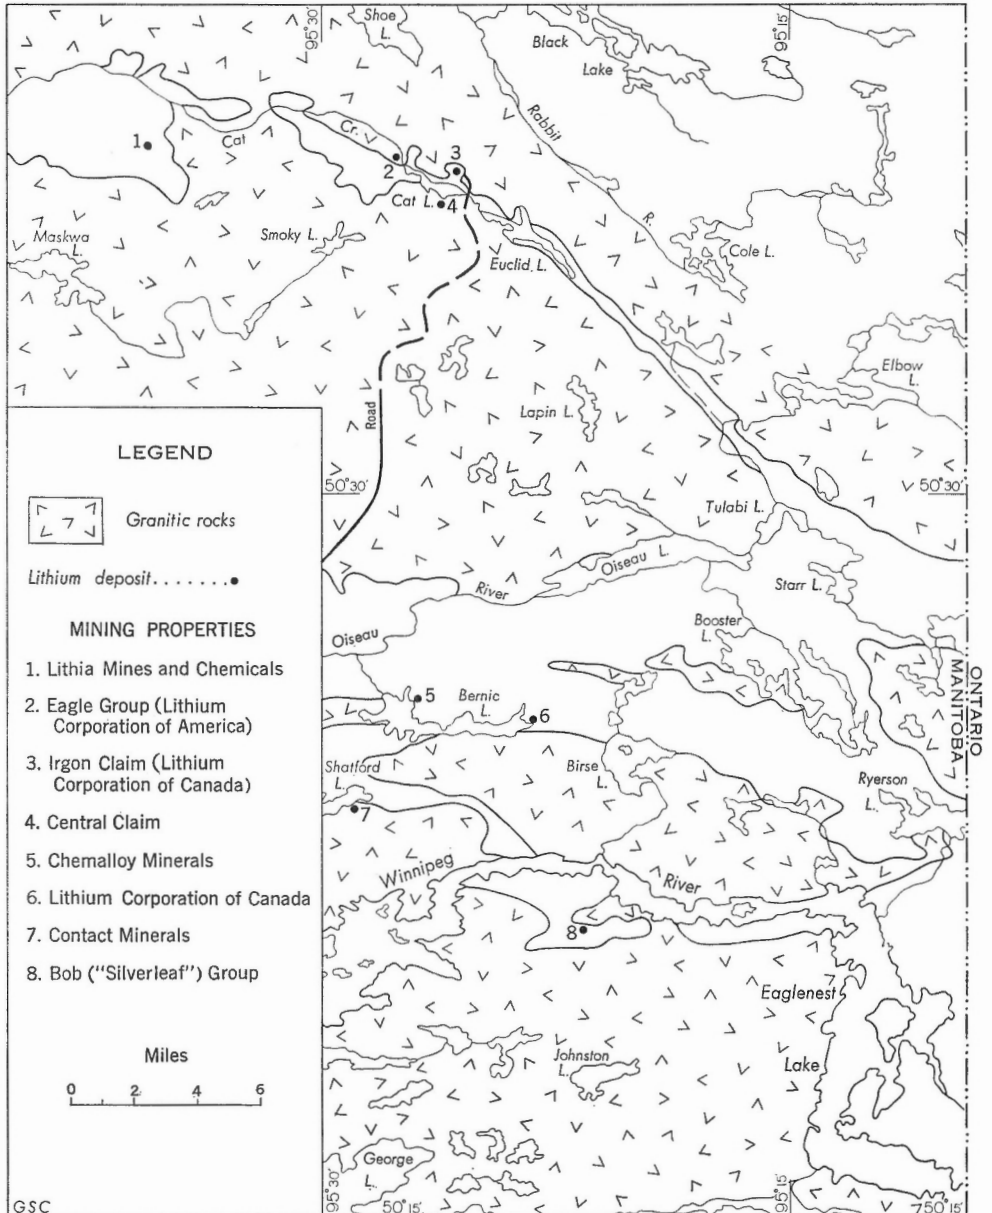 95°30'
Shoe
L.
Black
Lake
95°15'
Rabbit
R.
Cat
Cr.
1
2
3
Cat L.
4
Maskwa
L.
Smoky L.
Euclid L.
Cole L.
Elbow
L.
Lapin L.
Road
50°30'
50°30'
Tulabi L.
Oiseau L.
River
Oiseau
Starr L.
Booster
L.
ONTARIO
MANITOBA
5
Bernic
L.
6
Shatford
L.
7
Birse
L.
Ryerson
L.
Winnipeg
River
8
Eaglenest
Lake
Johnston
L.
George
L.
95°30'
50°15'
95°15'
50°15'
LEGEND
Granitic rocks
Lithium deposit.......
MINING PROPERTIES
1. Lithia Mines and Chemicals
2. Eagle Group (Lithium
Corporation of America)
3. Irgon Claim (Lithium
Corporation of Canada)
4. Central Claim
5. Chemalloy Minerals
6. Lithium Corporation of Canada
7. Contact Minerals
8. Bob ("Silverleaf") Group
Miles
0 2 4 6
GSC